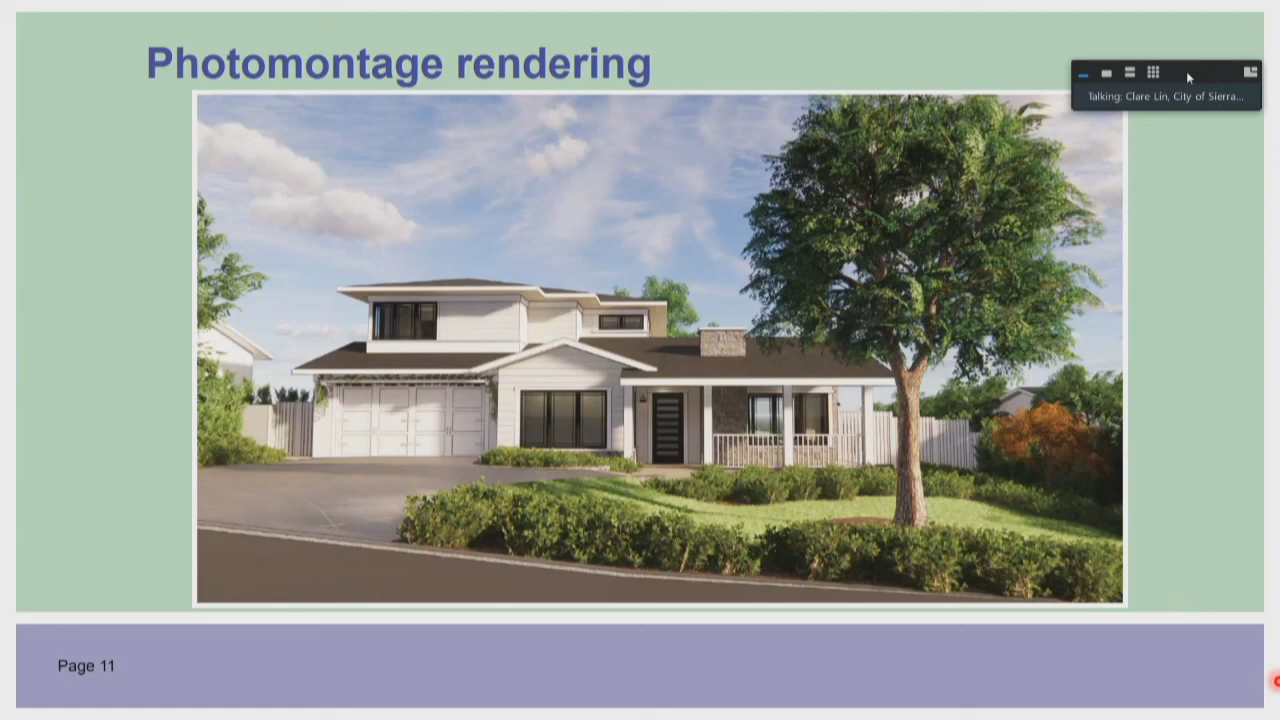 Photomontage rendering
Talking: Clare Lin, City of Sierra...
Page 11